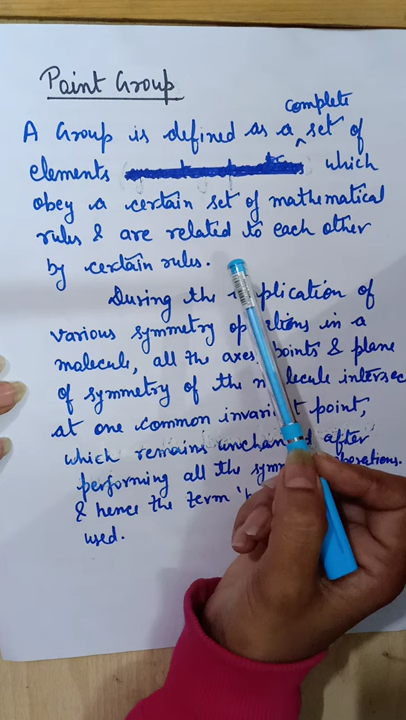 Point Group
complete
A Group is defined as a set of
elements which
obey a certain set of mathematical
rules & are related to each other
by certain rules.
During the application of
various symmetry operations in a
molecule, all the axes points & plane
of symmetry of the molecule intersec
at one common invariant point,
which remains unchanged after
performing all the symm operations.
& hence the term
used.